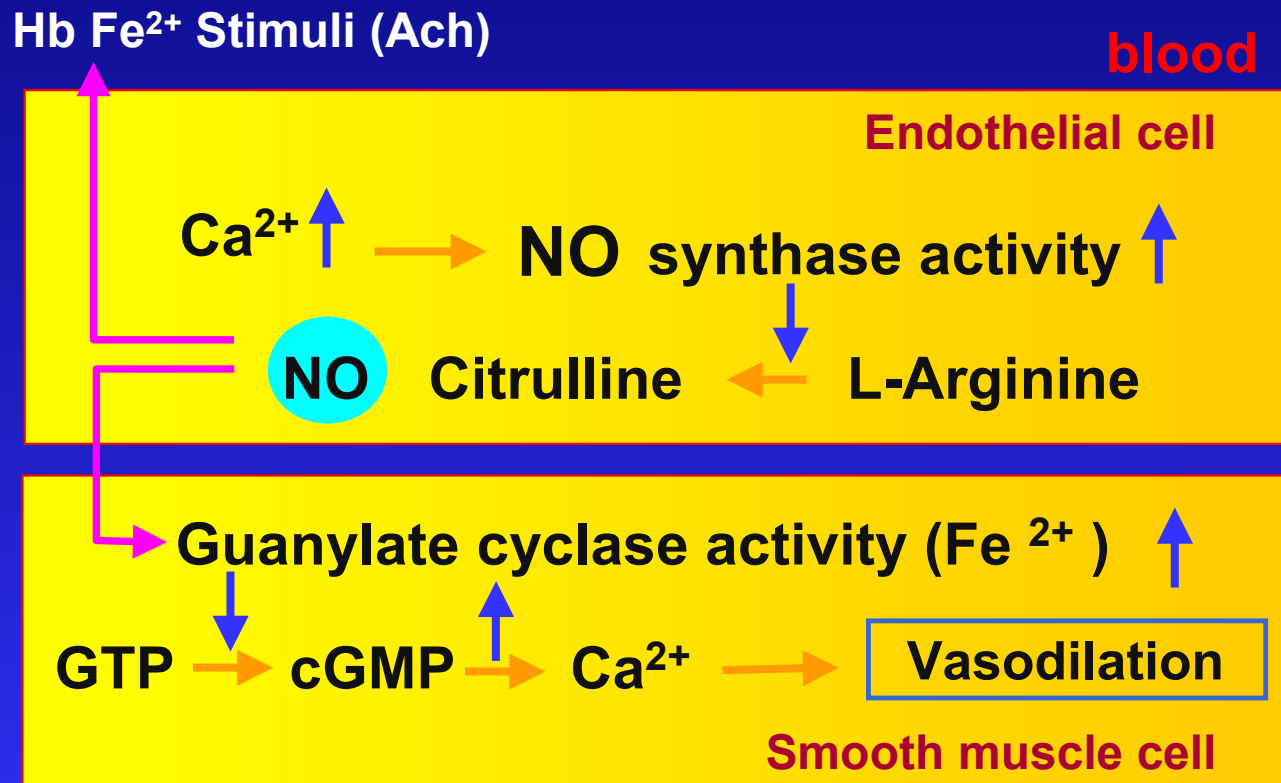 Hb Fe²⁺ Stimuli (Ach)
blood
Endothelial cell
Ca²⁺ NO synthase activity
NO Citrulline L-Arginine
Guanylate cyclase activity (Fe ²⁺ )
GTP cGMP Ca²⁺ Vasodilation
Smooth muscle cell